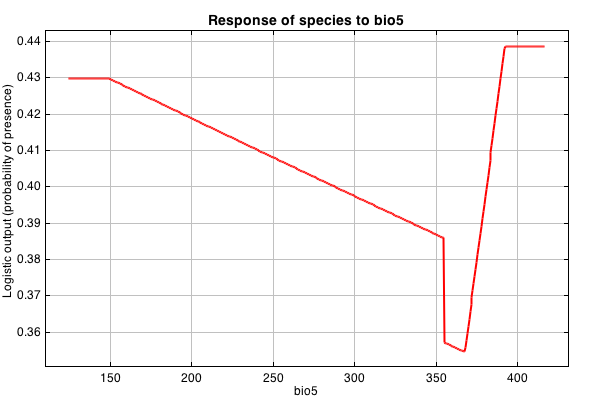 Response of species to bio5
Logistic output (probability of presence)
0.44
0.43
0.42
0.41
0.40
0.39
0.38
0.37
0.36
150 200 250 300 350 400
bio5